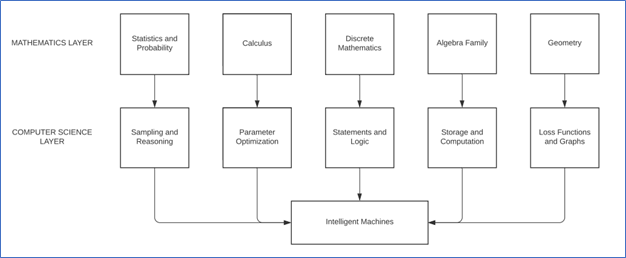 MATHEMATICS LAYER
Statistics and
Probability
Calculus
Discrete
Mathematics
Algebra Family
Geometry
COMPUTER SCIENCE
LAYER
Sampling and
Reasoning
Parameter
Optimization
Statements and
Logic
Storage and
Computation
Loss Functions
and Graphs
Intelligent Machines